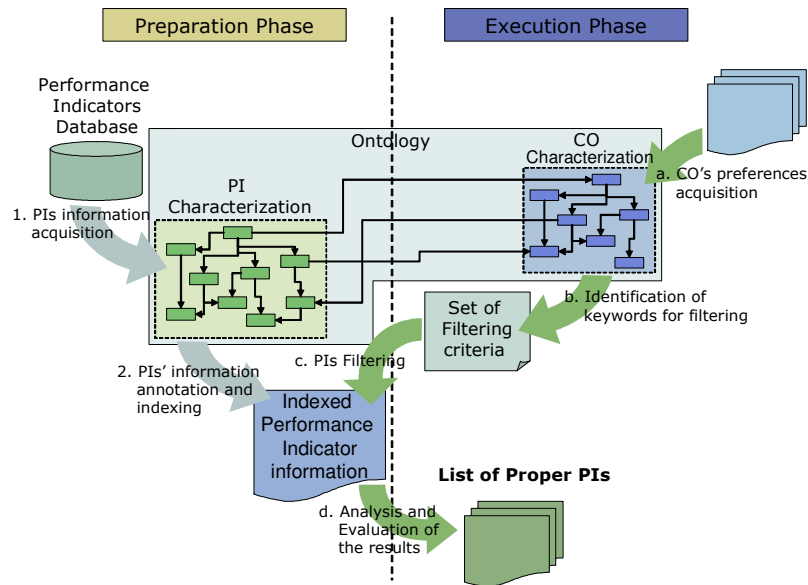 Preparation Phase
Execution Phase
Performance
Indicators
Database
Ontology
CO
Characterization
a. CO's preferences
acquisition
PI
Characterization
1. PIs information
acquisition
b. Identification of
keywords for filtering
Set of
Filtering
criteria
c. PIs Filtering
2. PIs' information
annotation and
indexing
Indexed
Performance
Indicator
information
List of Proper PIs
d. Analysis and
Evaluation of
the results